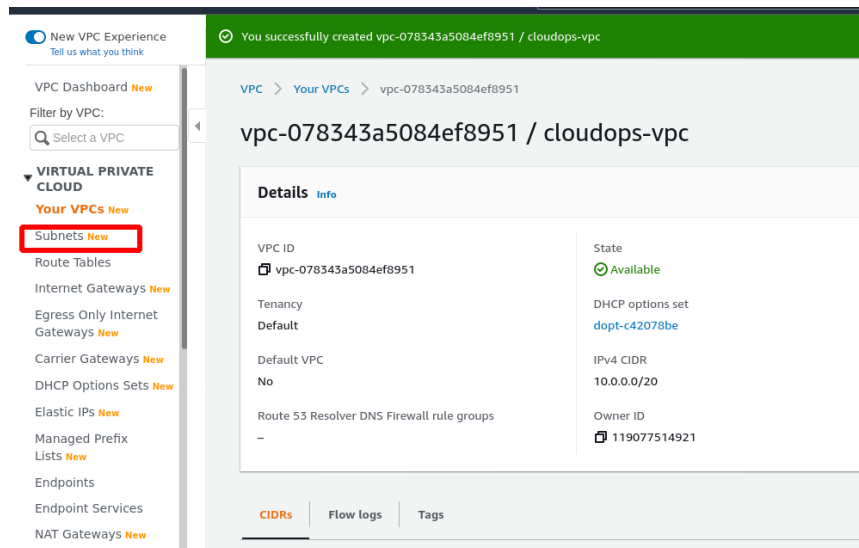 New VPC Experience
Tell us what you think
VPC Dashboard New
Filter by VPC:
Select a VPC
VIRTUAL PRIVATE
CLOUD
Your VPCs New
Subnets New
Route Tables
Internet Gateways New
Egress Only Internet
Gateways New
Carrier Gateways New
DHCP Options Sets New
Elastic IPs New
Managed Prefix
Lists New
Endpoints
Endpoint Services
NAT Gateways New
You successfully created vpc-078343a5084ef8951 / cloudops-vpc
VPC > Your VPCs > vpc-078343a5084ef8951
vpc-078343a5084ef8951 / cloudops-vpc
Details Info
VPC ID
vpc-078343a5084ef8951
State
Available
Tenancy
Default
DHCP options set
dopt-c42078be
Default VPC
No
IPv4 CIDR
10.0.0.0/20
Route 53 Resolver DNS Firewall rule groups
–
Owner ID
119077514921
CIDRs
Flow logs
Tags